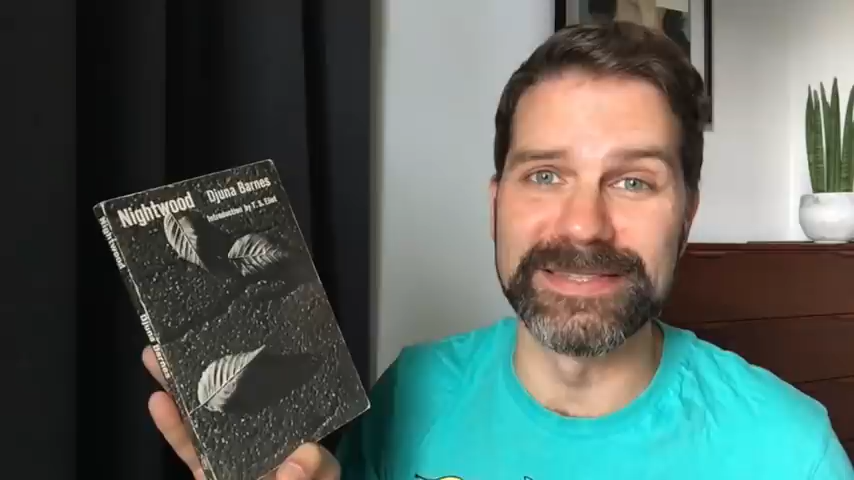 Nightwood
Djuna Barnes
Introduction by T. S. Eliot
Nightwood
Djuna Barnes